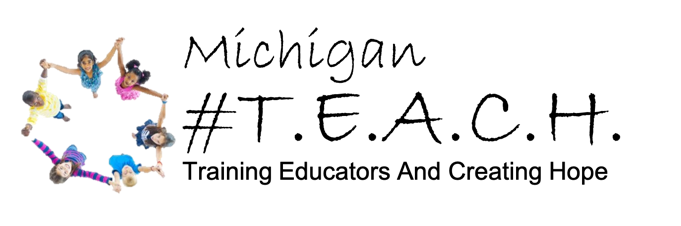 Michigan
#T.E.A.C.H.
Training Educators And Creating Hope